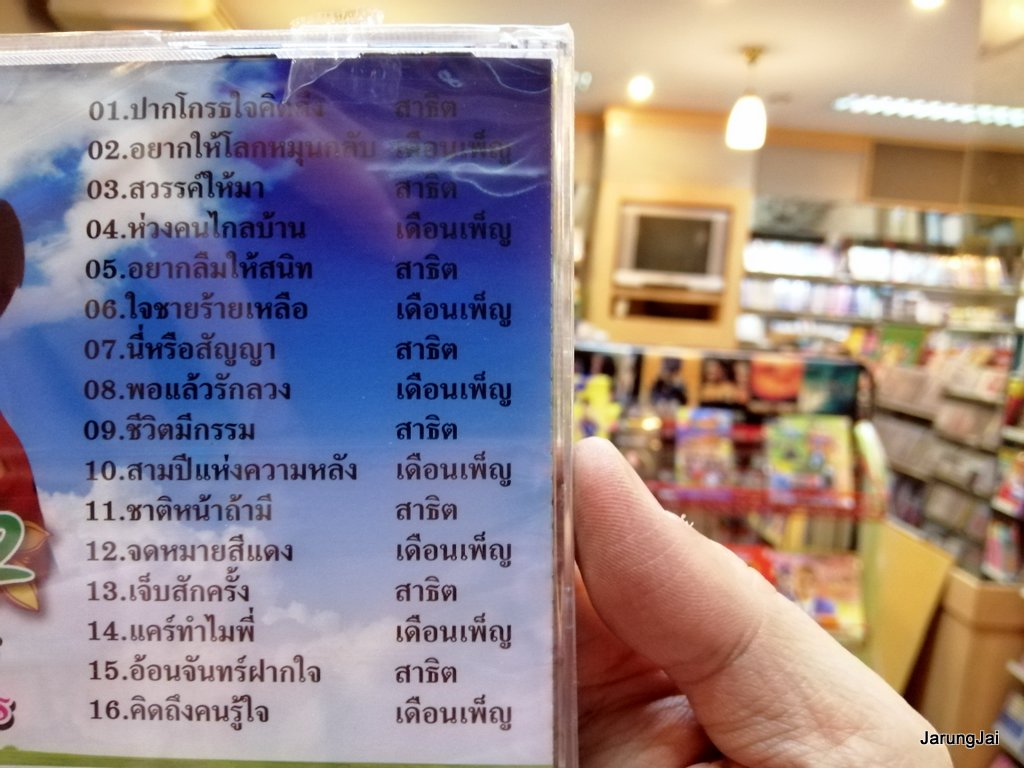 01.ปากโกรธใจคิดถึง สาธิต
02.อยากให้โลกหมุนกลับ เดือนเพ็ญ
03.สวรรค์ให้มา สาธิต
04.ห่วงคนไกลบ้าน เดือนเพ็ญ
05.อยากลืมให้สนิท สาธิต
06.ใจชายร้ายเหลือ เดือนเพ็ญ
07.นี่หรือสัญญา สาธิต
08.พอแล้วรักลวง เดือนเพ็ญ
09.ชีวิตมีกรรม สาธิต
10.สามปีแห่งความหลัง เดือนเพ็ญ
11.ชาติหน้าถ้ามี สาธิต
12.จดหมายสีแดง เดือนเพ็ญ
13.เจ็บสักครั้ง สาธิต
14.แคร์ทำไมพี่ เดือนเพ็ญ
15.อ้อนจันทร์ฝากใจ สาธิต
16.คิดถึงคนรู้ใจ เดือนเพ็ญ
2
JarungJai